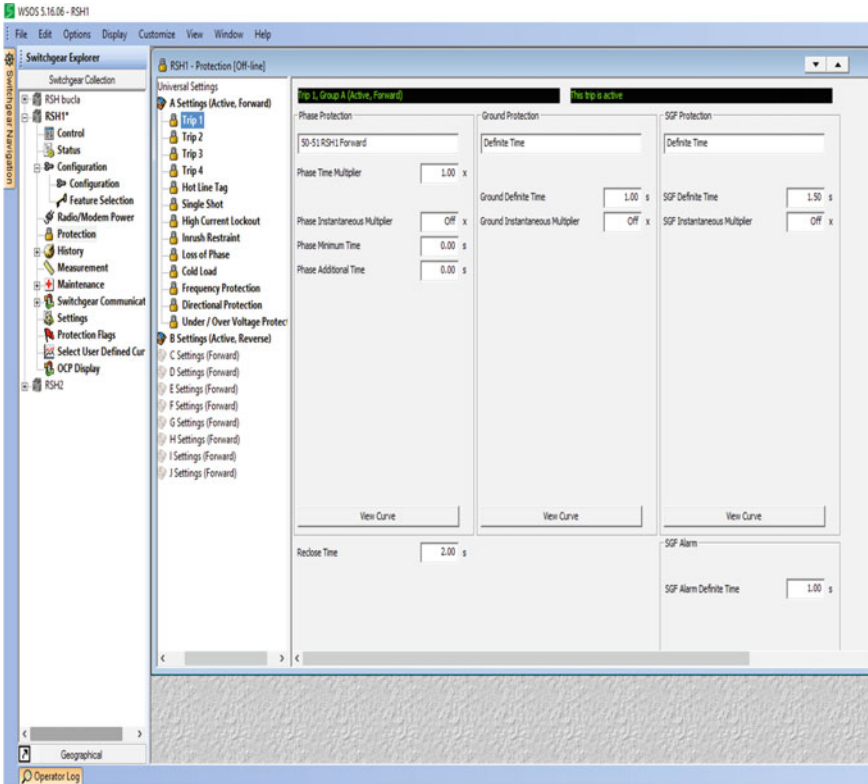 WSOS 5.16.06 - RSH1
File Edit Options Display Customize View Window Help
Switchgear Navigation
Switchgear Explorer
Switchgear Collection
RSH bucla
RSH1*
Control
Status
Configuration
Configuration
Feature Selection
Radio/Modem Power
Protection
History
Measurement
Maintenance
Switchgear Communicat
Settings
Protection Flags
Select User Defined Cur
OCP Display
RSH2
Geographical
Operator Log
RSH1 - Protection [Off-line]
Universal Settings
A Settings (Active, Forward)
Trip 1
Trip 2
Trip 3
Trip 4
Hot Line Tag
Single Shot
High Current Lockout
Inrush Restraint
Loss of Phase
Cold Load
Frequency Protection
Directional Protection
Under / Over Voltage Protect
B Settings (Active, Reverse)
C Settings (Forward)
D Settings (Forward)
E Settings (Forward)
F Settings (Forward)
G Settings (Forward)
H Settings (Forward)
I Settings (Forward)
J Settings (Forward)
Trip 1, Group A (Active, Forward)
This trip is active
Phase Protection
50-51 RSH1 Forward
Phase Time Multiplier 1.00 x
Phase Instantaneous Multiplier Off x
Phase Minimum Time 0.00 s
Phase Additional Time 0.00 s
View Curve
Ground Protection
Definite Time
Ground Definite Time 1.00 s
Ground Instantaneous Multiplier Off x
View Curve
SGF Protection
Definite Time
SGF Definite Time 1.50 s
SGF Instantaneous Multiplier Off x
View Curve
Reclose Time 2.00 s
SGF Alarm
SGF Alarm Definite Time 1.00 s